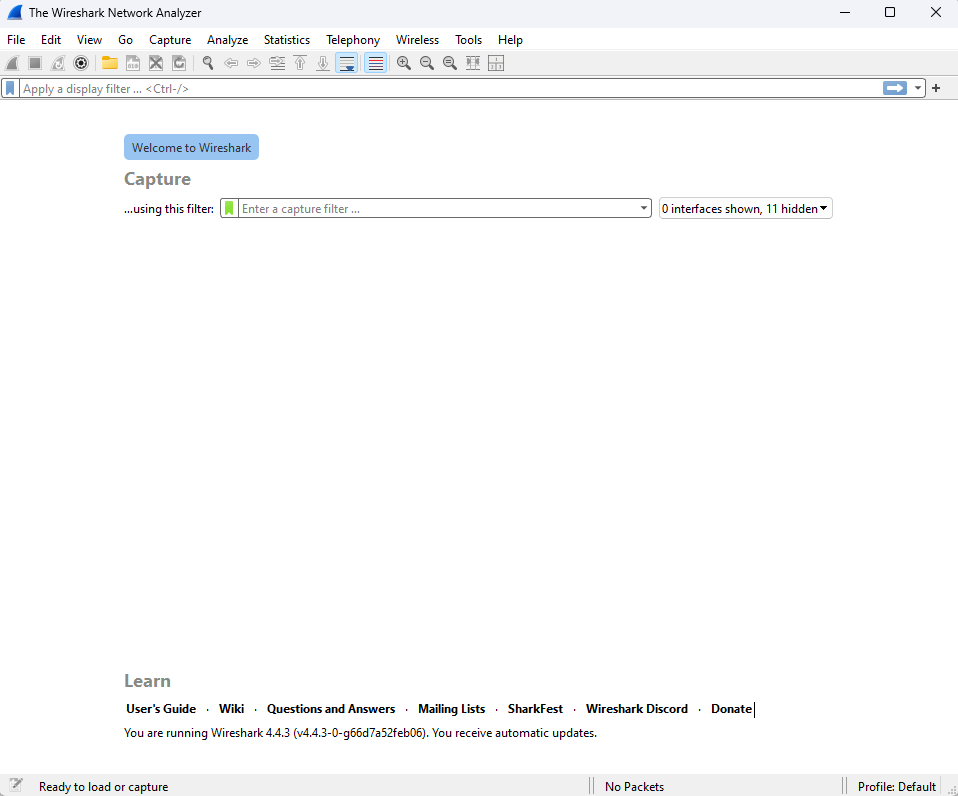 The Wireshark Network Analyzer
File Edit View Go Capture Analyze Statistics Telephony Wireless Tools Help
Apply a display filter ... <Ctrl-/>
Welcome to Wireshark
Capture
...using this filter: Enter a capture filter ... 0 interfaces shown, 11 hidden
Learn
User's Guide · Wiki · Questions and Answers · Mailing Lists · SharkFest · Wireshark Discord · Donate
You are running Wireshark 4.4.3 (v4.4.3-0-g66d7a52feb06). You receive automatic updates.
Ready to load or capture No Packets Profile: Default